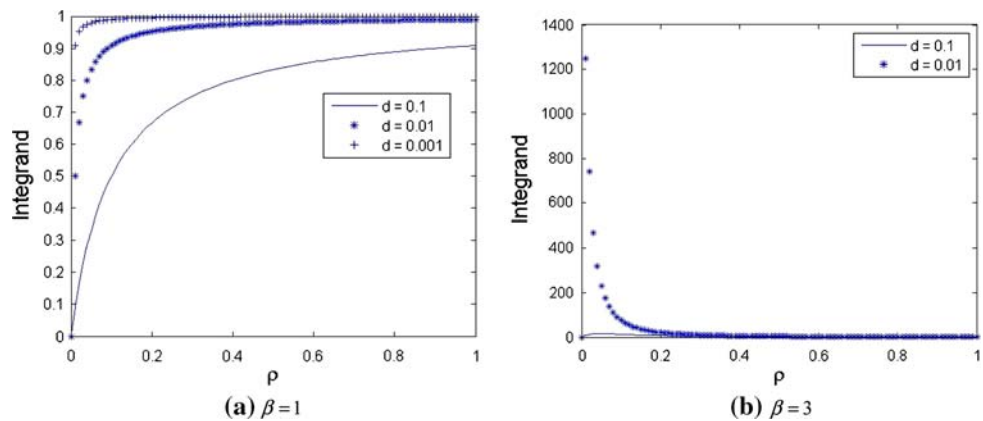 1
0.9
0.8
0.7
0.6
0.5
0.4
0.3
0.2
0.1
0
Integrand
d = 0.1
d = 0.01
d = 0.001
0 0.2 0.4 0.6 0.8 1
ρ
(a) β = 1
1400
1200
1000
800
600
400
200
0
Integrand
d = 0.1
d = 0.01
0 0.2 0.4 0.6 0.8 1
ρ
(b) β = 3